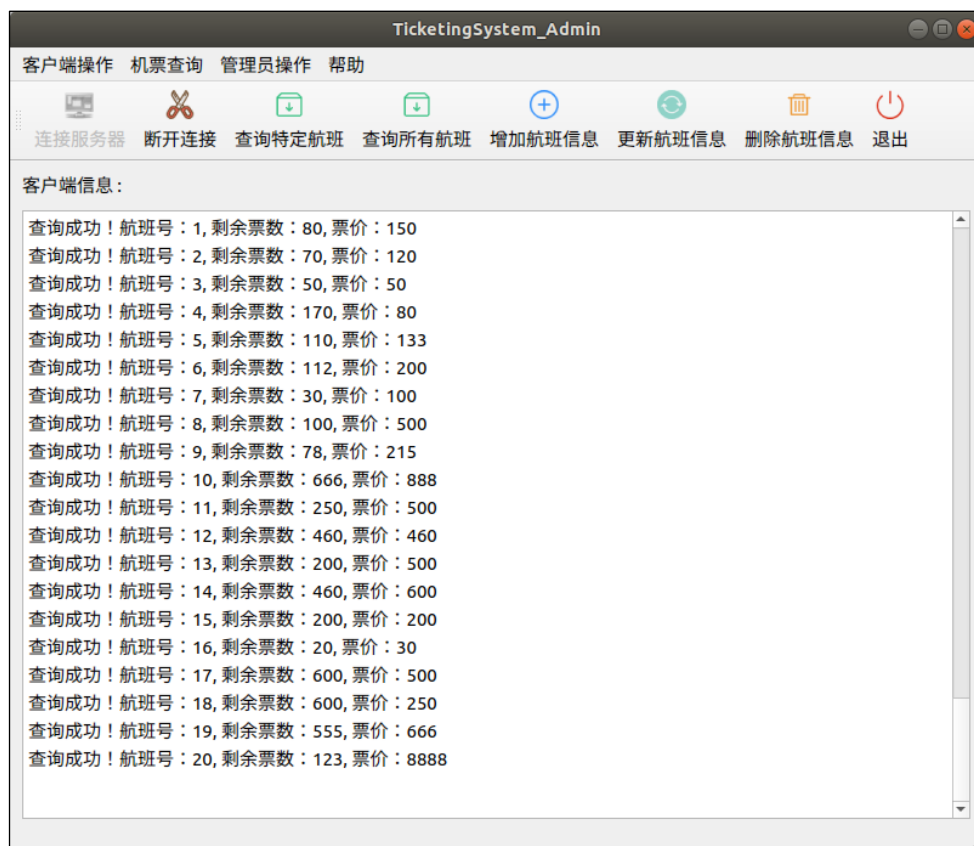 TicketingSystem_Admin
客户端操作 机票查询 管理员操作 帮助
连接服务器 断开连接 查询特定航班 查询所有航班 增加航班信息 更新航班信息 删除航班信息 退出
客户端信息:
查询成功！航班号：1, 剩余票数：80, 票价：150
查询成功！航班号：2, 剩余票数：70, 票价：120
查询成功！航班号：3, 剩余票数：50, 票价：50
查询成功！航班号：4, 剩余票数：170, 票价：80
查询成功！航班号：5, 剩余票数：110, 票价：133
查询成功！航班号：6, 剩余票数：112, 票价：200
查询成功！航班号：7, 剩余票数：30, 票价：100
查询成功！航班号：8, 剩余票数：100, 票价：500
查询成功！航班号：9, 剩余票数：78, 票价：215
查询成功！航班号：10, 剩余票数：666, 票价：888
查询成功！航班号：11, 剩余票数：250, 票价：500
查询成功！航班号：12, 剩余票数：460, 票价：460
查询成功！航班号：13, 剩余票数：200, 票价：500
查询成功！航班号：14, 剩余票数：460, 票价：600
查询成功！航班号：15, 剩余票数：200, 票价：200
查询成功！航班号：16, 剩余票数：20, 票价：30
查询成功！航班号：17, 剩余票数：600, 票价：500
查询成功！航班号：18, 剩余票数：600, 票价：250
查询成功！航班号：19, 剩余票数：555, 票价：666
查询成功！航班号：20, 剩余票数：123, 票价：8888